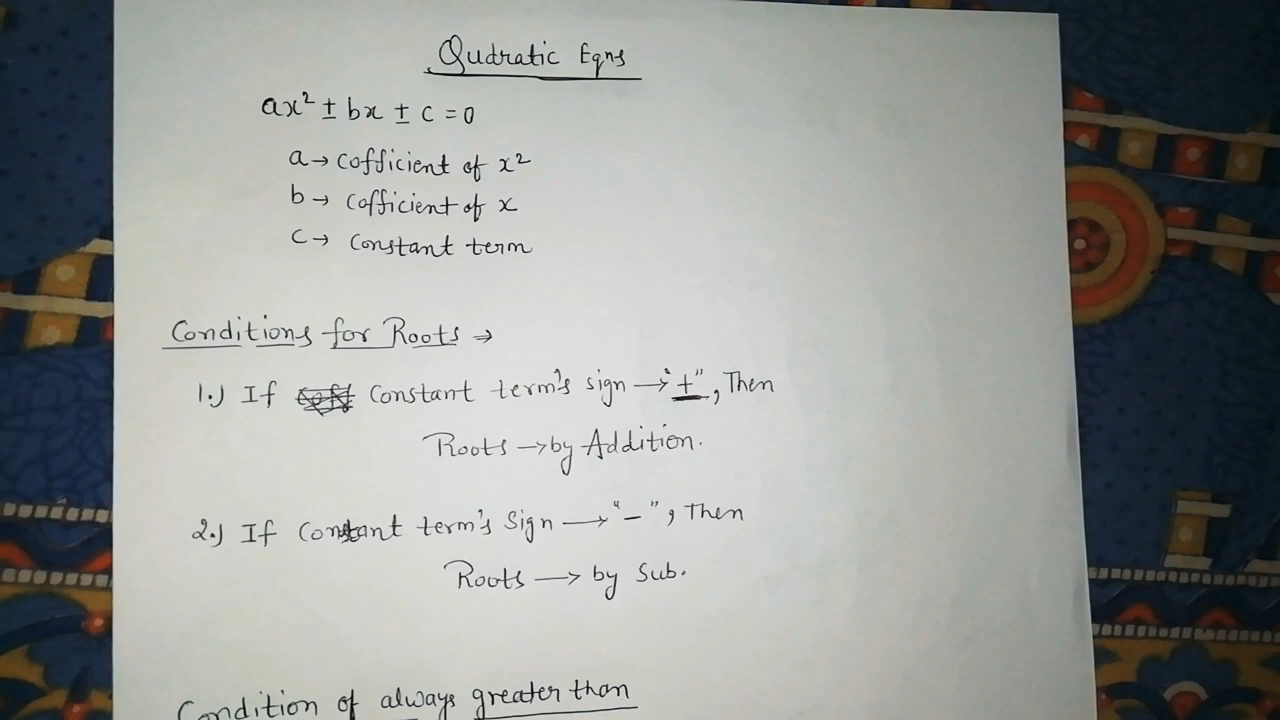 Qudratic Eqns
ax² ± bx ± c = 0
a → cofficient of x²
b → cofficient of x
c → constant term
Conditions for Roots →
1.) If constant term's sign → "+", Then
Roots → by Addition.
2.) If constant term's sign → "-", Then
Roots → by Sub.
Condition of always greater than